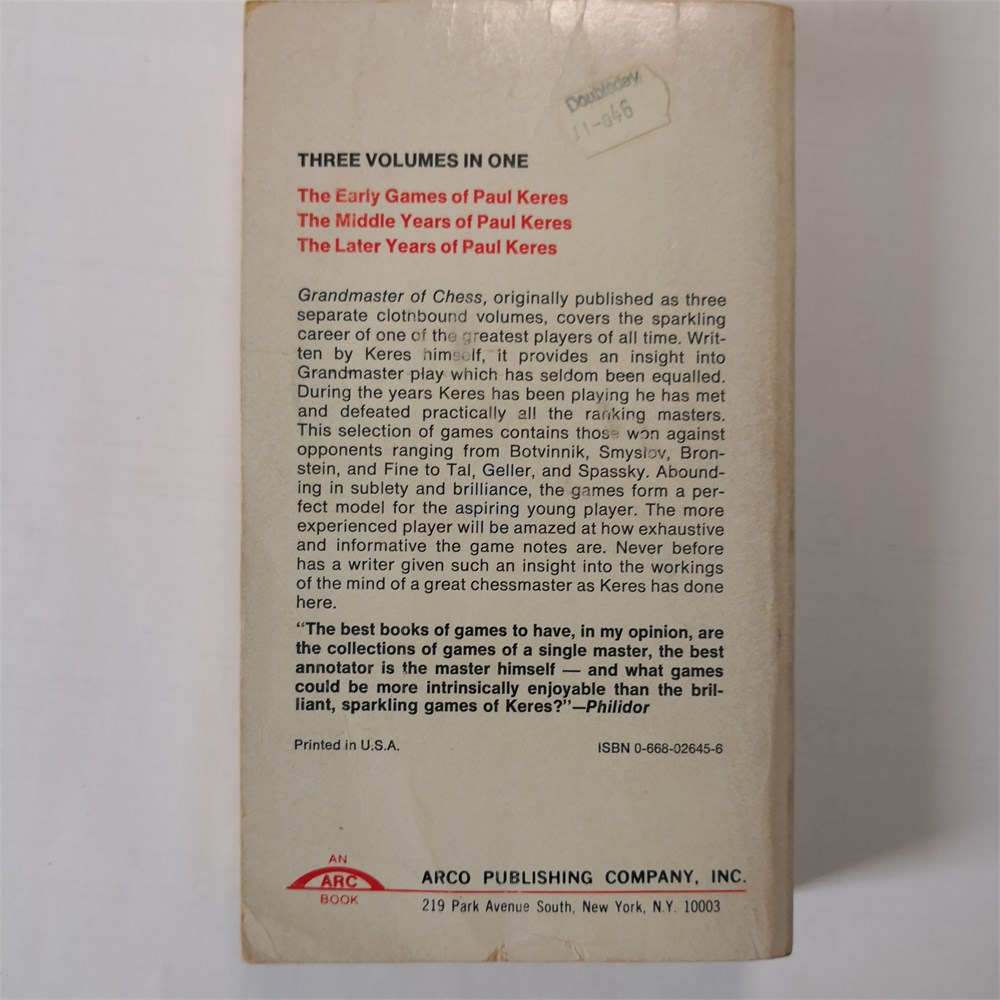 Doubleday
11-046
THREE VOLUMES IN ONE
The Early Games of Paul Keres
The Middle Years of Paul Keres
The Later Years of Paul Keres
Grandmaster of Chess, originally published as three
separate clothbound volumes, covers the sparkling
career of one of the greatest players of all time. Writ-
ten by Keres himself, it provides an insight into
Grandmaster play which has seldom been equalled.
During the years Keres has been playing he has met
and defeated practically all the ranking masters.
This selection of games contains those won against
opponents ranging from Botvinnik, Smyslov, Bron-
stein, and Fine to Tal, Geller, and Spassky. Abound-
ing in sublety and brilliance, the games form a per-
fect model for the aspiring young player. The more
experienced player will be amazed at how exhaustive
and informative the game notes are. Never before
has a writer given such an insight into the workings
of the mind of a great chessmaster as Keres has done
here.
“The best books of games to have, in my opinion, are
the collections of games of a single master, the best
annotator is the master himself — and what games
could be more intrinsically enjoyable than the bril-
liant, sparkling games of Keres?”—Philidor
Printed in U.S.A. ISBN 0-668-02645-6
AN
ARC
BOOK
ARCO PUBLISHING COMPANY, INC.
219 Park Avenue South, New York, N.Y. 10003